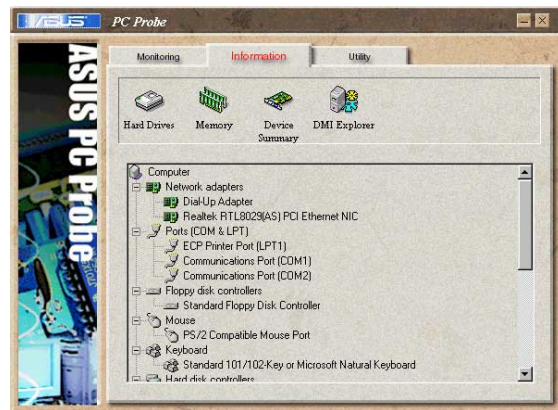 ASUS PC Probe
Monitoring Information Utility
ASUS PC Probe
Hard Drives Memory Device Summary DMI Explorer
Computer
Network adapters
Dial-Up Adapter
Realtek RTL8029(AS) PCI Ethernet NIC
Ports (COM & LPT)
ECP Printer Port (LPT1)
Communications Port (COM1)
Communications Port (COM2)
Floppy disk controllers
Standard Floppy Disk Controller
Mouse
PS/2 Compatible Mouse Port
Keyboard
Standard 101/102-Key or Microsoft Natural Keyboard
Hard disk controllers